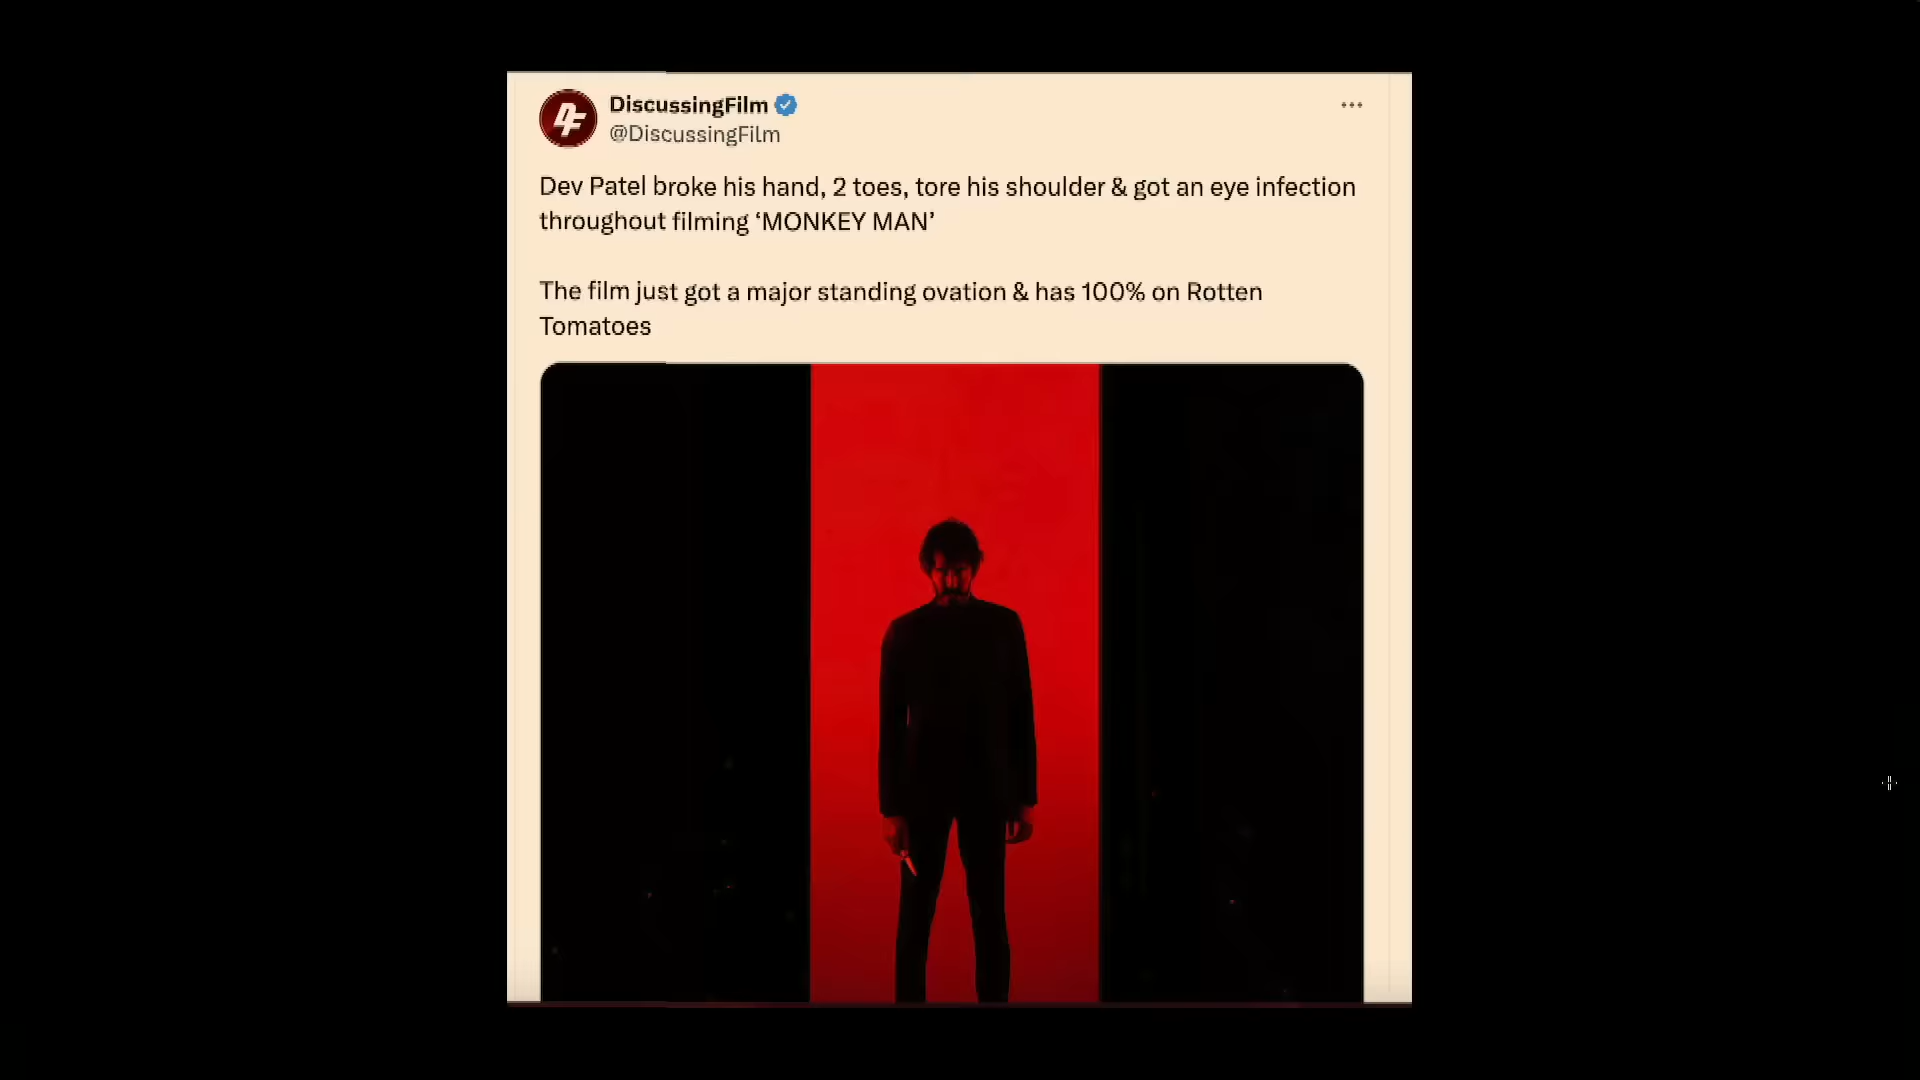 DiscussingFilm
@DiscussingFilm
Dev Patel broke his hand, 2 toes, tore his shoulder & got an eye infection
throughout filming ‘MONKEY MAN’
The film just got a major standing ovation & has 100% on Rotten
Tomatoes